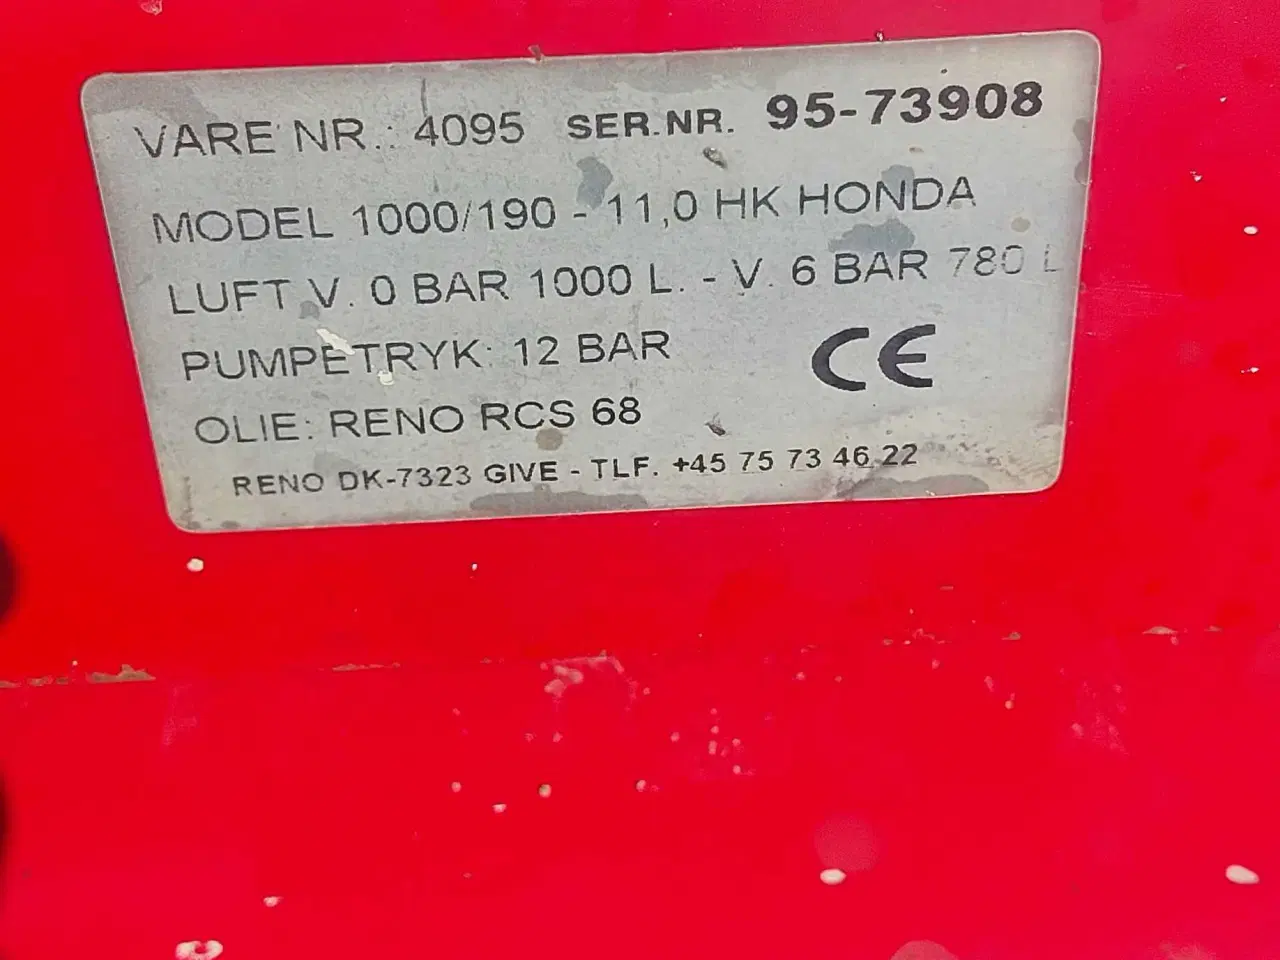 VARE NR.: 4095 SER.NR. 95-73908
MODEL 1000/190 - 11,0 HK HONDA
LUFT V. 0 BAR 1000 L. - V. 6 BAR 780 L
PUMPETRYK: 12 BAR
CE
OLIE: RENO RCS 68
RENO DK-7323 GIVE - TLF. +45 75 73 46 22